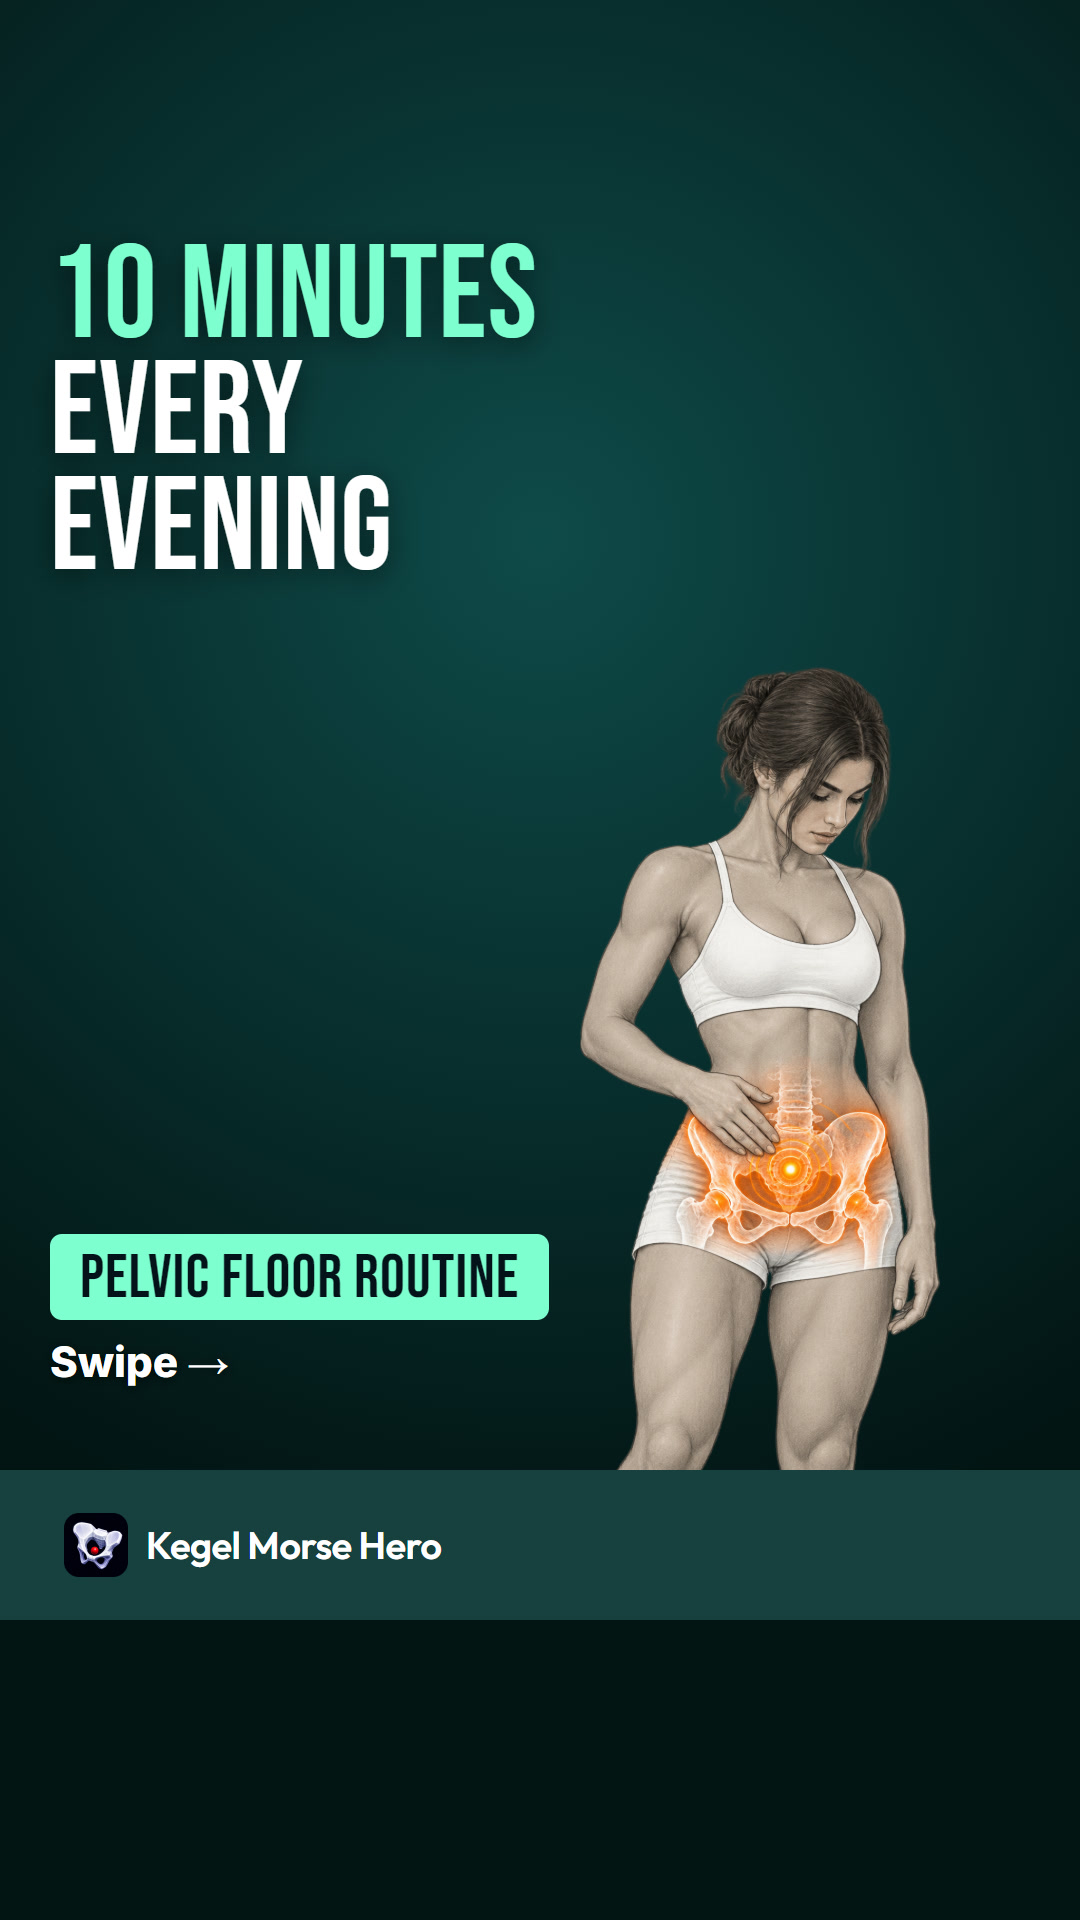 10 MINUTES
EVERY
EVENING
PELVIC FLOOR ROUTINE
Swipe →
Kegel Morse Hero